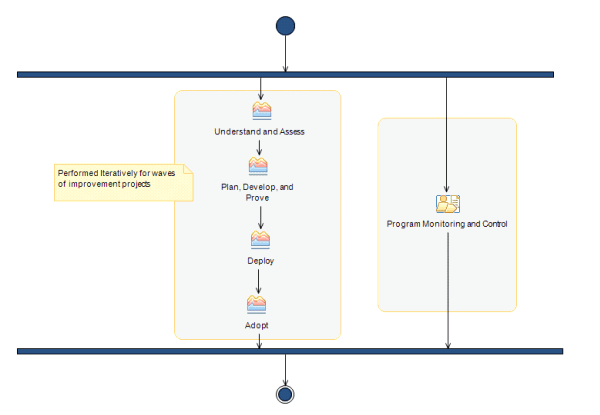 Understand and Assess
Performed Iteratively for waves
of improvement projects
Plan, Develop, and
Prove
Program Monitoring and Control
Deploy
Adopt